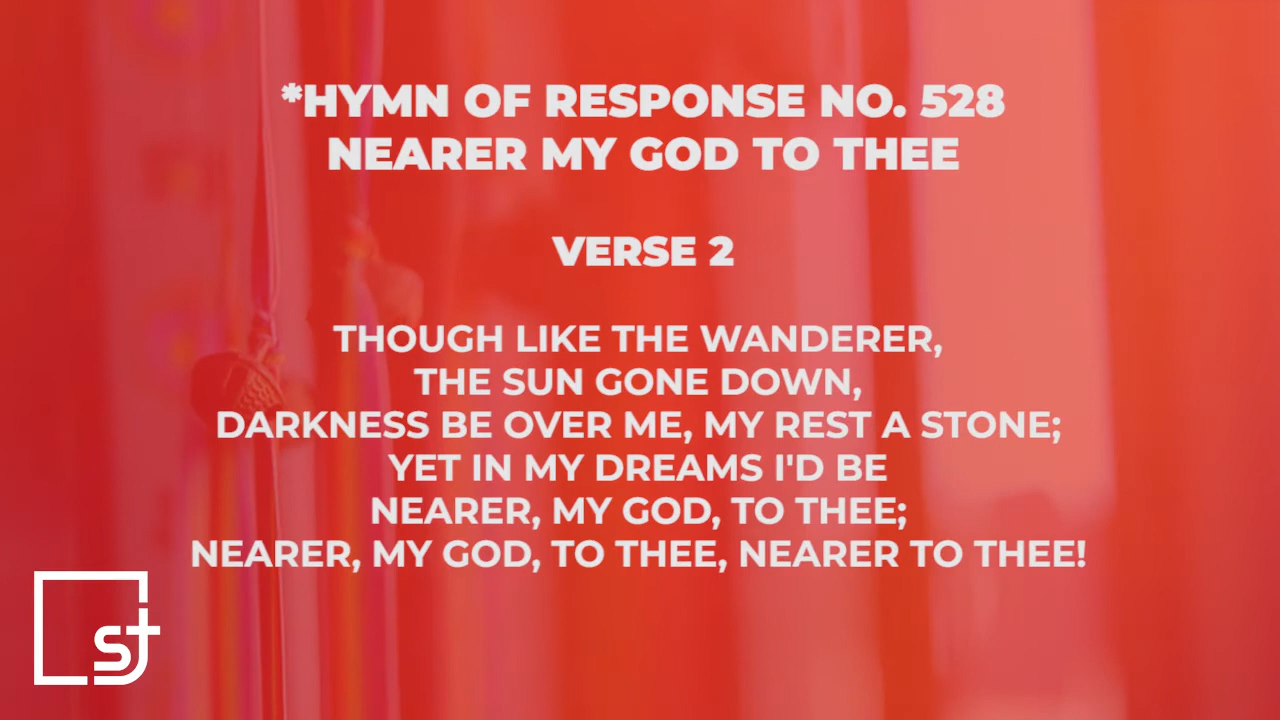 *HYMN OF RESPONSE NO. 528
NEARER MY GOD TO THEE
VERSE 2
THOUGH LIKE THE WANDERER,
THE SUN GONE DOWN,
DARKNESS BE OVER ME, MY REST A STONE;
YET IN MY DREAMS I'D BE
NEARER, MY GOD, TO THEE;
NEARER, MY GOD, TO THEE, NEARER TO THEE!
st